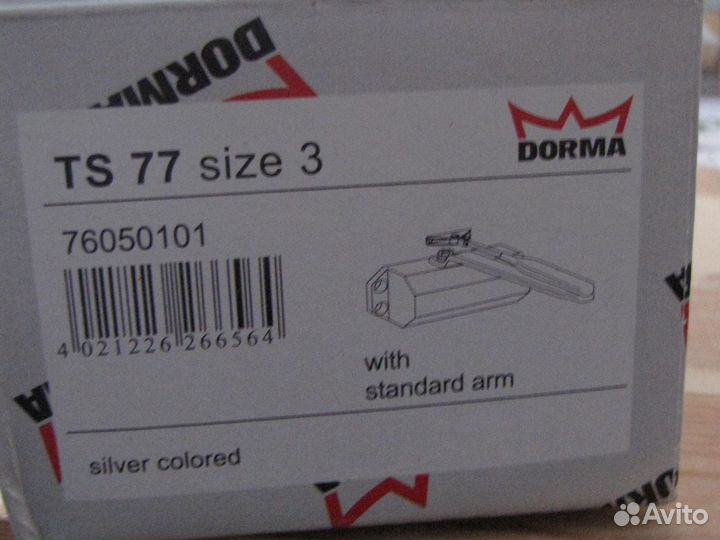 DORMA
TS 77 size 3
DORMA
76050101
4 021226 266564
with
standard arm
silver colored
DORMA
Avito